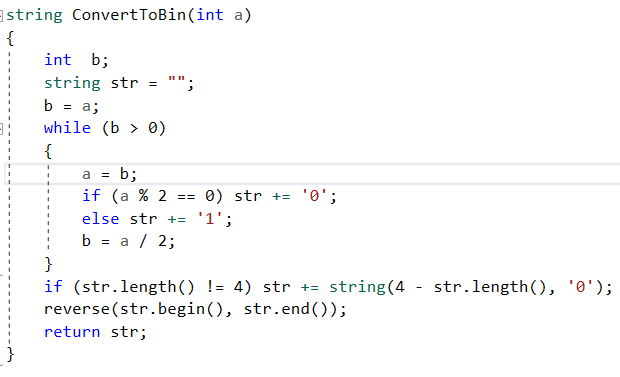 string ConvertToBin(int a)
{
    int  b;
    string str = "";
    b = a;
    while (b > 0)
    {
        a = b;
        if (a % 2 == 0) str += '0';
        else str += '1';
        b = a / 2;
    }
    if (str.length() != 4) str += string(4 - str.length(), '0');
    reverse(str.begin(), str.end());
    return str;
}